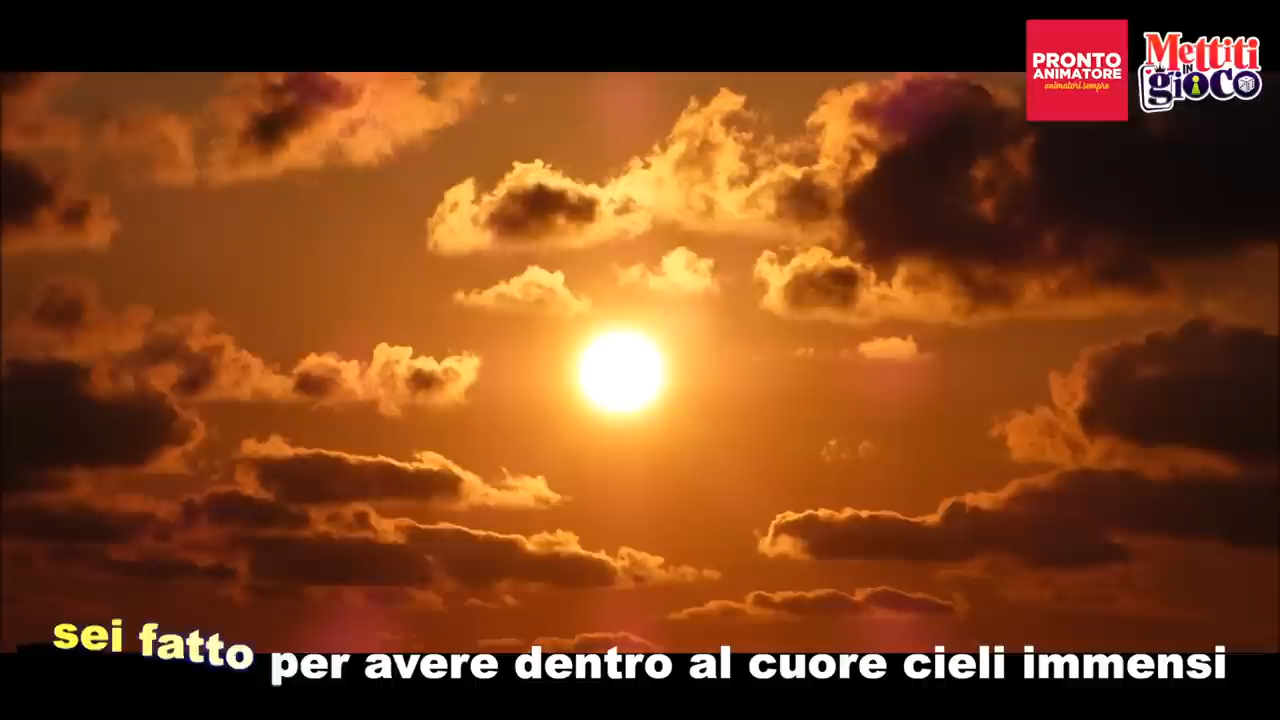 PRONTO
ANIMATORE
animatori sempre
Mettiti
IN
gioco
sei fatto per avere dentro al cuore cieli immensi